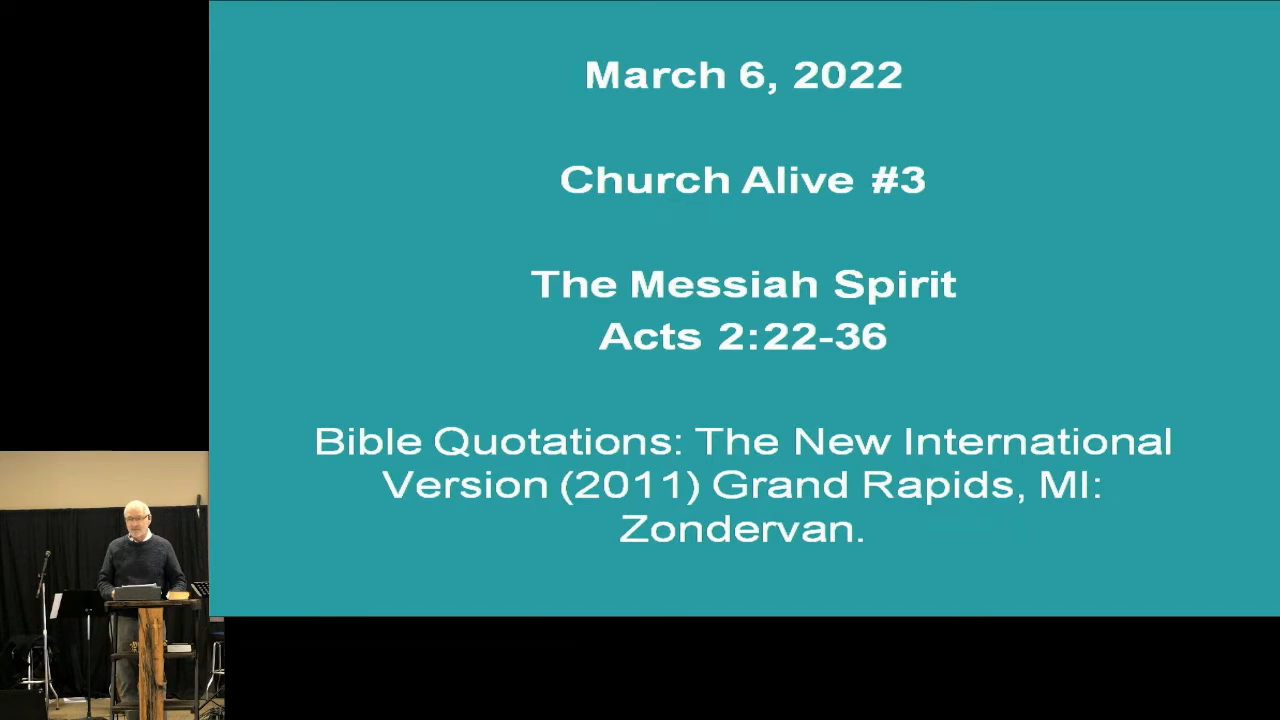 March 6, 2022
Church Alive #3
The Messiah Spirit
Acts 2:22-36
Bible Quotations: The New International
Version (2011) Grand Rapids, MI:
Zondervan.